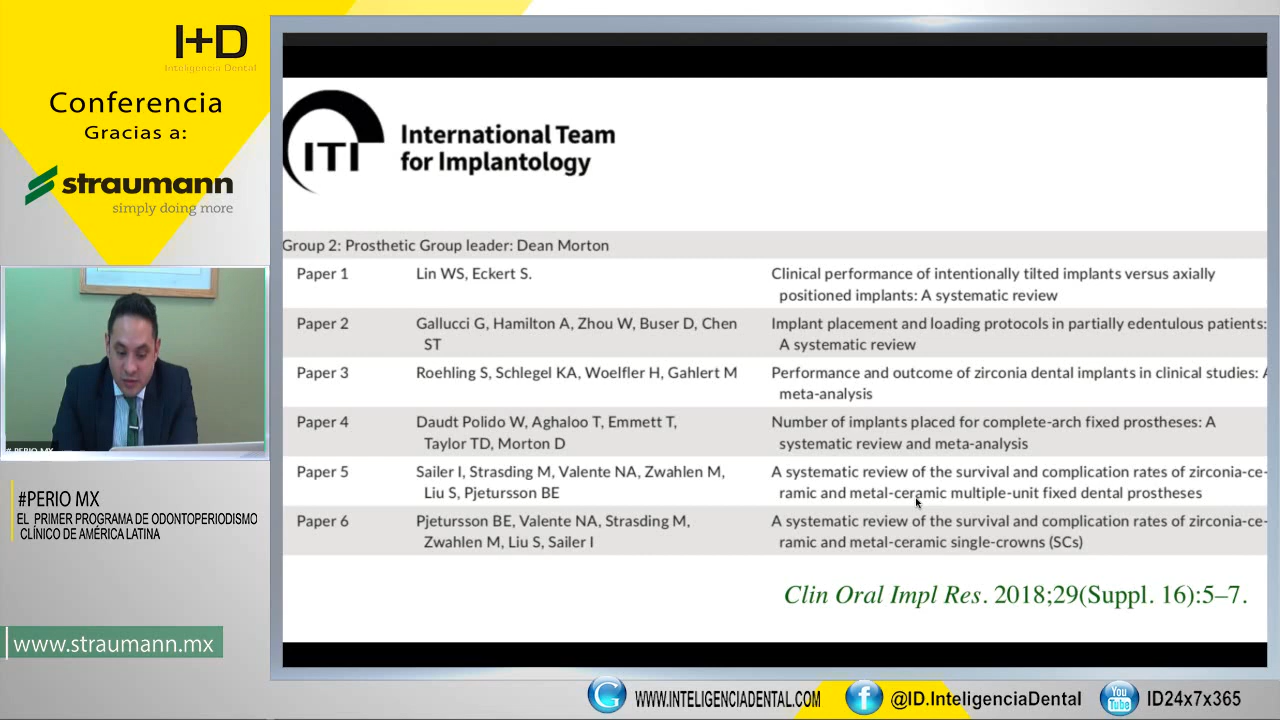 I+D
Inteligencia Dental
Conferencia
Gracias a:
straumann
simply doing more
# PERIO MX
#PERIO MX
EL PRIMER PROGRAMA DE ODONTOPERIODISMO
CLÍNICO DE AMÉRICA LATINA
www.straumann.mx
ITI
International Team
for Implantology
Group 2: Prosthetic Group leader: Dean Morton
Paper 1 Lin WS, Eckert S. Clinical performance of intentionally tilted implants versus axially
positioned implants: A systematic review
Paper 2 Gallucci G, Hamilton A, Zhou W, Buser D, Chen Implant placement and loading protocols in partially edentulous patients:
ST A systematic review
Paper 3 Roehling S, Schlegel KA, Woelfler H, Gahlert M Performance and outcome of zirconia dental implants in clinical studies: A
meta-analysis
Paper 4 Daudt Polido W, Aghaloo T, Emmett T, Number of implants placed for complete-arch fixed prostheses: A
Taylor TD, Morton D systematic review and meta-analysis
Paper 5 Sailer I, Strasding M, Valente NA, Zwahlen M, A systematic review of the survival and complication rates of zirconia-ce-
Liu S, Pjetursson BE ramic and metal-ceramic multiple-unit fixed dental prostheses
Paper 6 Pjetursson BE, Valente NA, Strasding M, A systematic review of the survival and complication rates of zirconia-ce-
Zwahlen M, Liu S, Sailer I ramic and metal-ceramic single-crowns (SCs)
Clin Oral Impl Res. 2018;29(Suppl. 16):5–7.
WWW.INTELIGENCIADENTAL.COM
@ID.InteligenciaDental
You Tube ID24x7x365